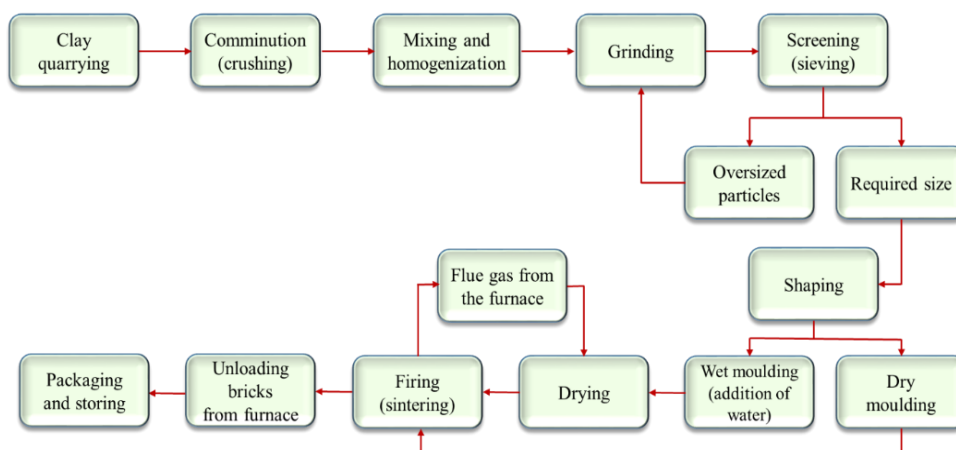 Clay
quarrying
Comminution
(crushing)
Mixing and
homogenization
Grinding
Screening
(sieving)
Oversized
particles
Required size
Flue gas from
the furnace
Shaping
Packaging
and storing
Unloading
bricks
from furnace
Firing
(sintering)
Drying
Wet moulding
(addition of
water)
Dry
moulding